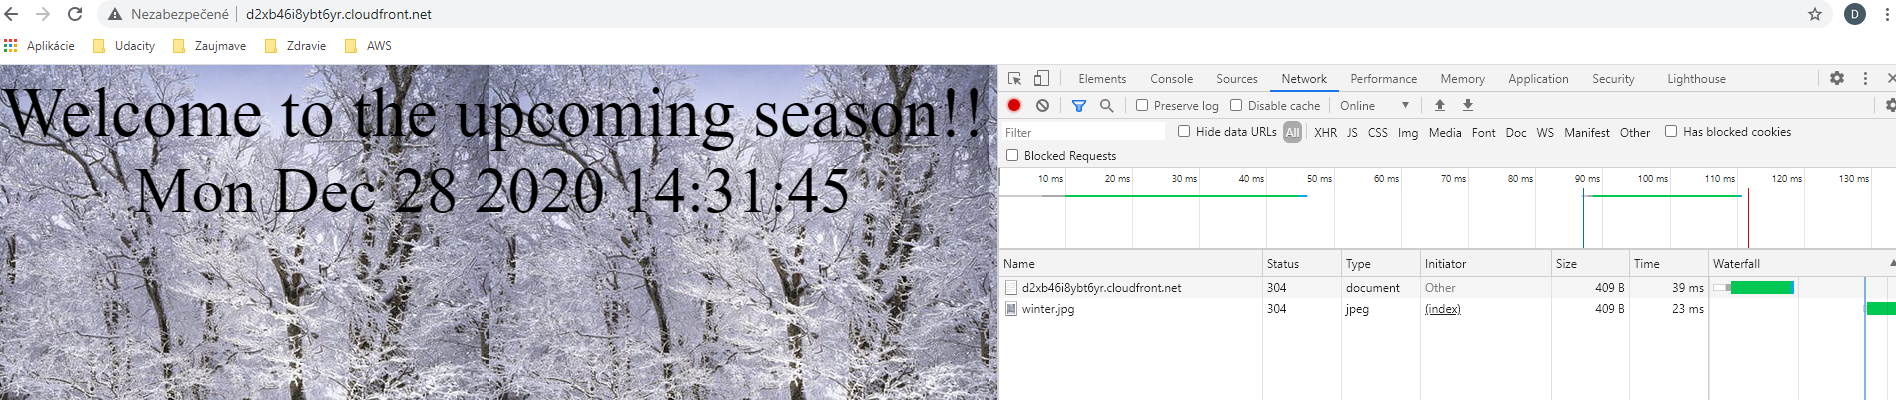 Nezabezpečené d2xb46i8ybt6yr.cloudfront.net D
Aplikácie Udacity Zaujmave Zdravie AWS
Welcome to the upcoming season!!
Mon Dec 28 2020 14:31:45
Elements Console Sources Network Performance Memory Application Security Lighthouse
Preserve log Disable cache Online
Filter Hide data URLs All XHR JS CSS Img Media Font Doc WS Manifest Other Has blocked cookies
Blocked Requests
10 ms 20 ms 30 ms 40 ms 50 ms 60 ms 70 ms 80 ms 90 ms 100 ms 110 ms 120 ms 130 ms
Name Status Type Initiator Size Time Waterfall
d2xb46i8ybt6yr.cloudfront.net 304 document Other 409 B 39 ms
winter.jpg 304 jpeg (index) 409 B 23 ms